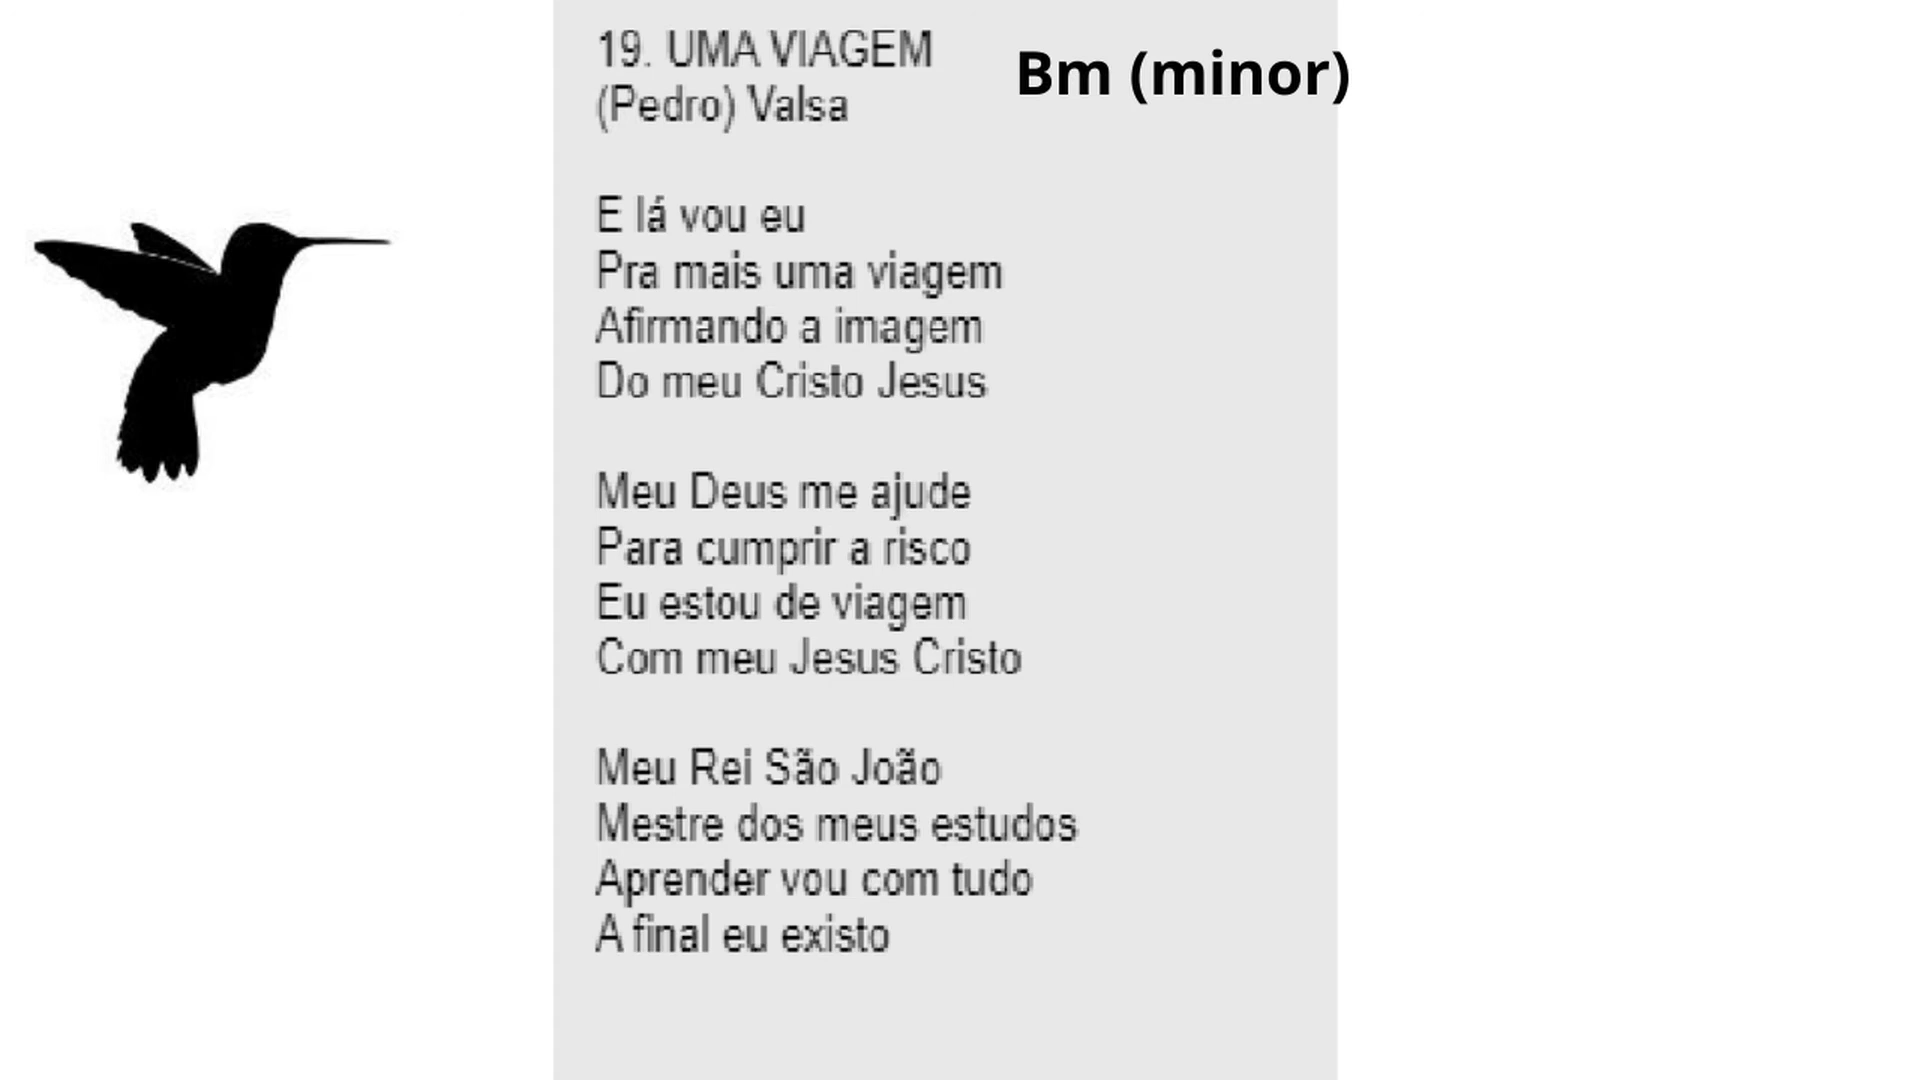 19. UMA VIAGEM
Bm (minor)
(Pedro) Valsa
E lá vou eu
Pra mais uma viagem
Afirmando a imagem
Do meu Cristo Jesus
Meu Deus me ajude
Para cumprir a risco
Eu estou de viagem
Com meu Jesus Cristo
Meu Rei São João
Mestre dos meus estudos
Aprender vou com tudo
A final eu existo